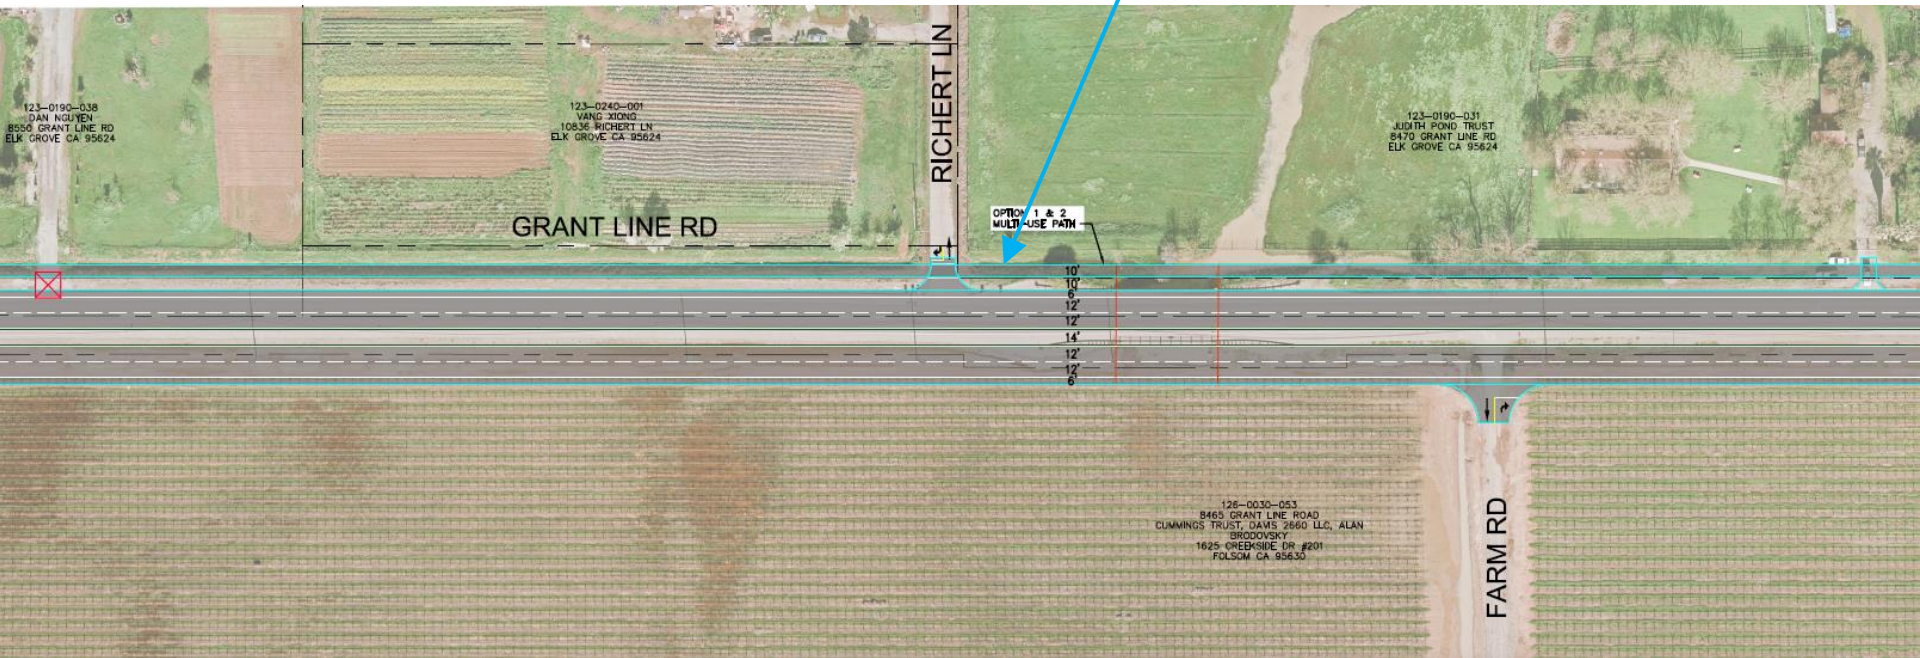 123-0190-038
DAN NGUYEN
8550 GRANT LINE RD
ELK GROVE CA 95624
123-0240-001
VANG XIONG
10836 RICHERT LN
ELK GROVE CA 95624
RICHERT LN
123-0190-031
JUDITH POND TRUST
8470 GRANT LINE RD
ELK GROVE CA 95624
GRANT LINE RD
OPTION 1 & 2
MULTI-USE PATH
10'
10'
6'
12'
12'
14'
12'
12'
6'
126-0030-053
8465 GRANT LINE ROAD
CUMMINGS TRUST, DAVIS 2660 LLC, ALAN
BRODOVSKY
1625 CREEKSIDE DR #201
FOLSOM CA 95630
FARM RD